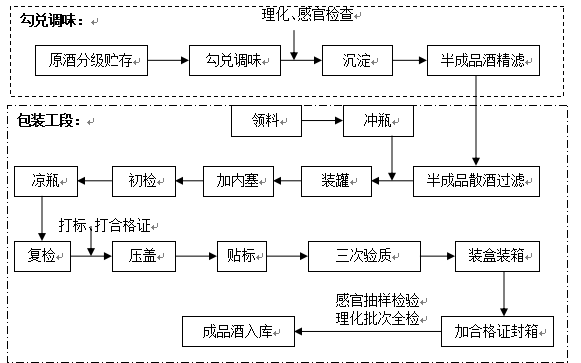 理化、感官检查
勾兑调味：
原酒分级贮存
勾兑调味
沉淀
半成品酒精滤
包装工段：
领料
冲瓶
凉瓶
初检
加内塞
装罐
半成品散酒过滤
打标、打合格证
复检
压盖
贴标
三次验质
装盒装箱
感官抽样检验
理化批次全检
成品酒入库
加合格证封箱